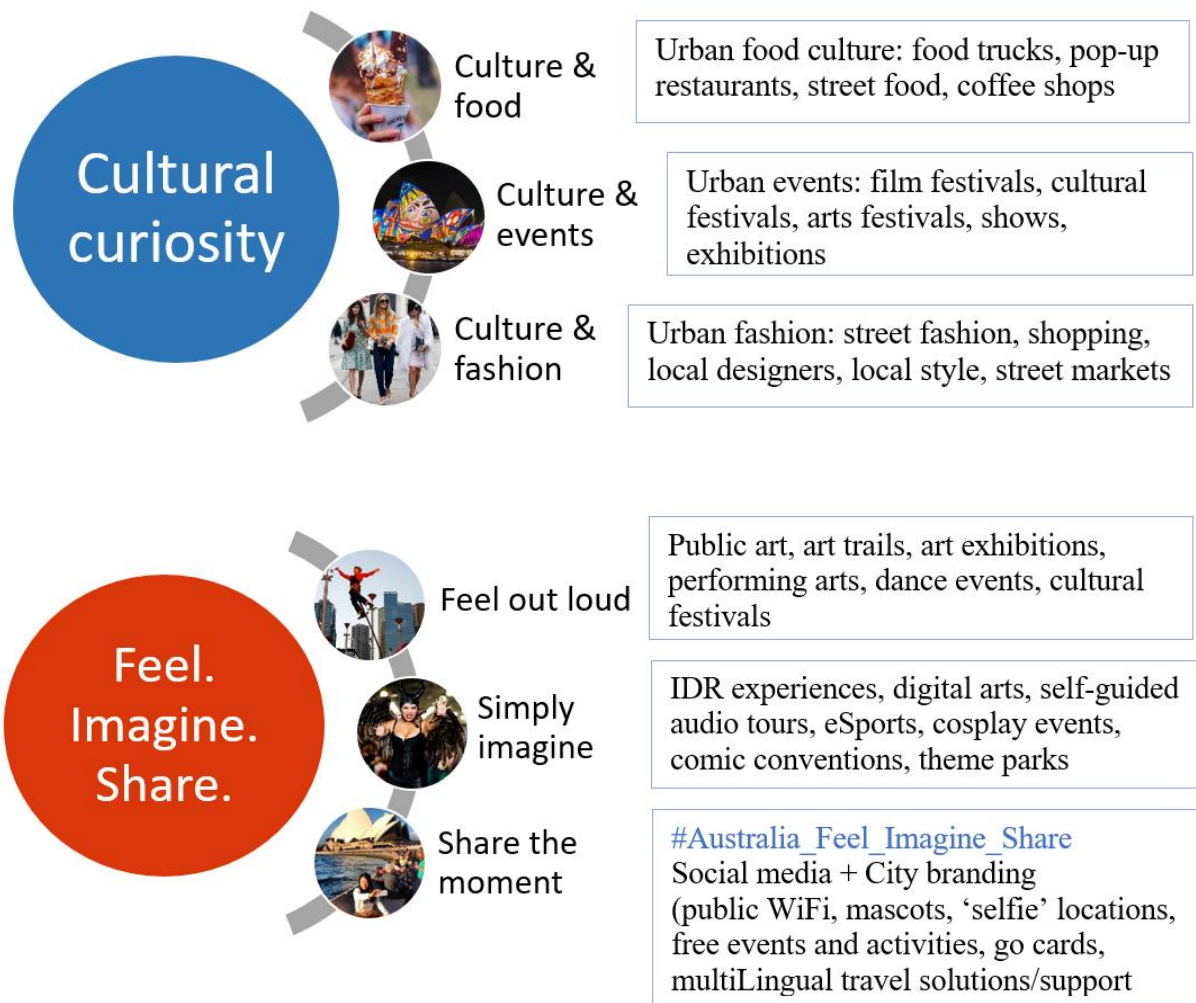 Cultural
curiosity
Culture &
food
Urban food culture: food trucks, pop-up
restaurants, street food, coffee shops
Culture &
events
Urban events: film festivals, cultural
festivals, arts festivals, shows,
exhibitions
Culture &
fashion
Urban fashion: street fashion, shopping,
local designers, local style, street markets
Feel.
Imagine.
Share.
Feel out loud
Public art, art trails, art exhibitions,
performing arts, dance events, cultural
festivals
Simply
imagine
IDR experiences, digital arts, self-guided
audio tours, eSports, cosplay events,
comic conventions, theme parks
Share the
moment
#Australia_Feel_Imagine_Share
Social media + City branding
(public WiFi, mascots, ‘selfie’ locations,
free events and activities, go cards,
multiLingual travel solutions/support